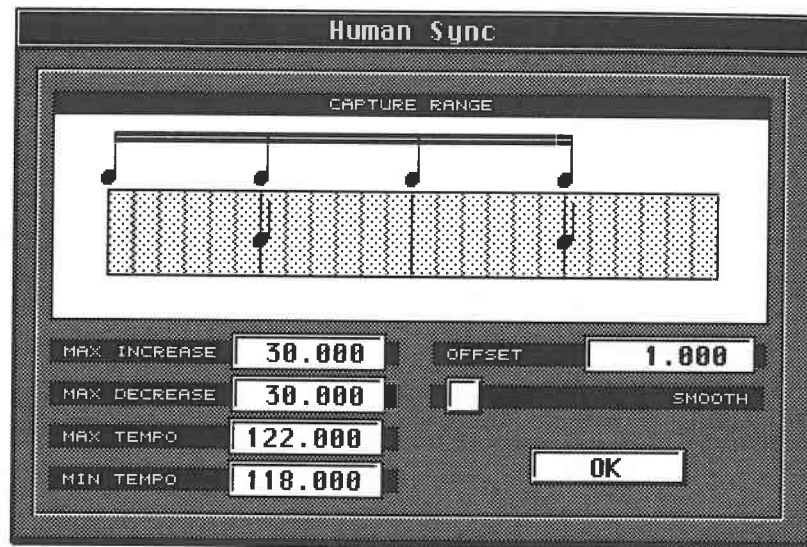 Human Sync
CAPTURE RANGE
MAX INCREASE 30.000
MAX DECREASE 30.000
MAX TEMPO 122.000
MIN TEMPO 118.000
OFFSET 1.000
SMOOTH
OK